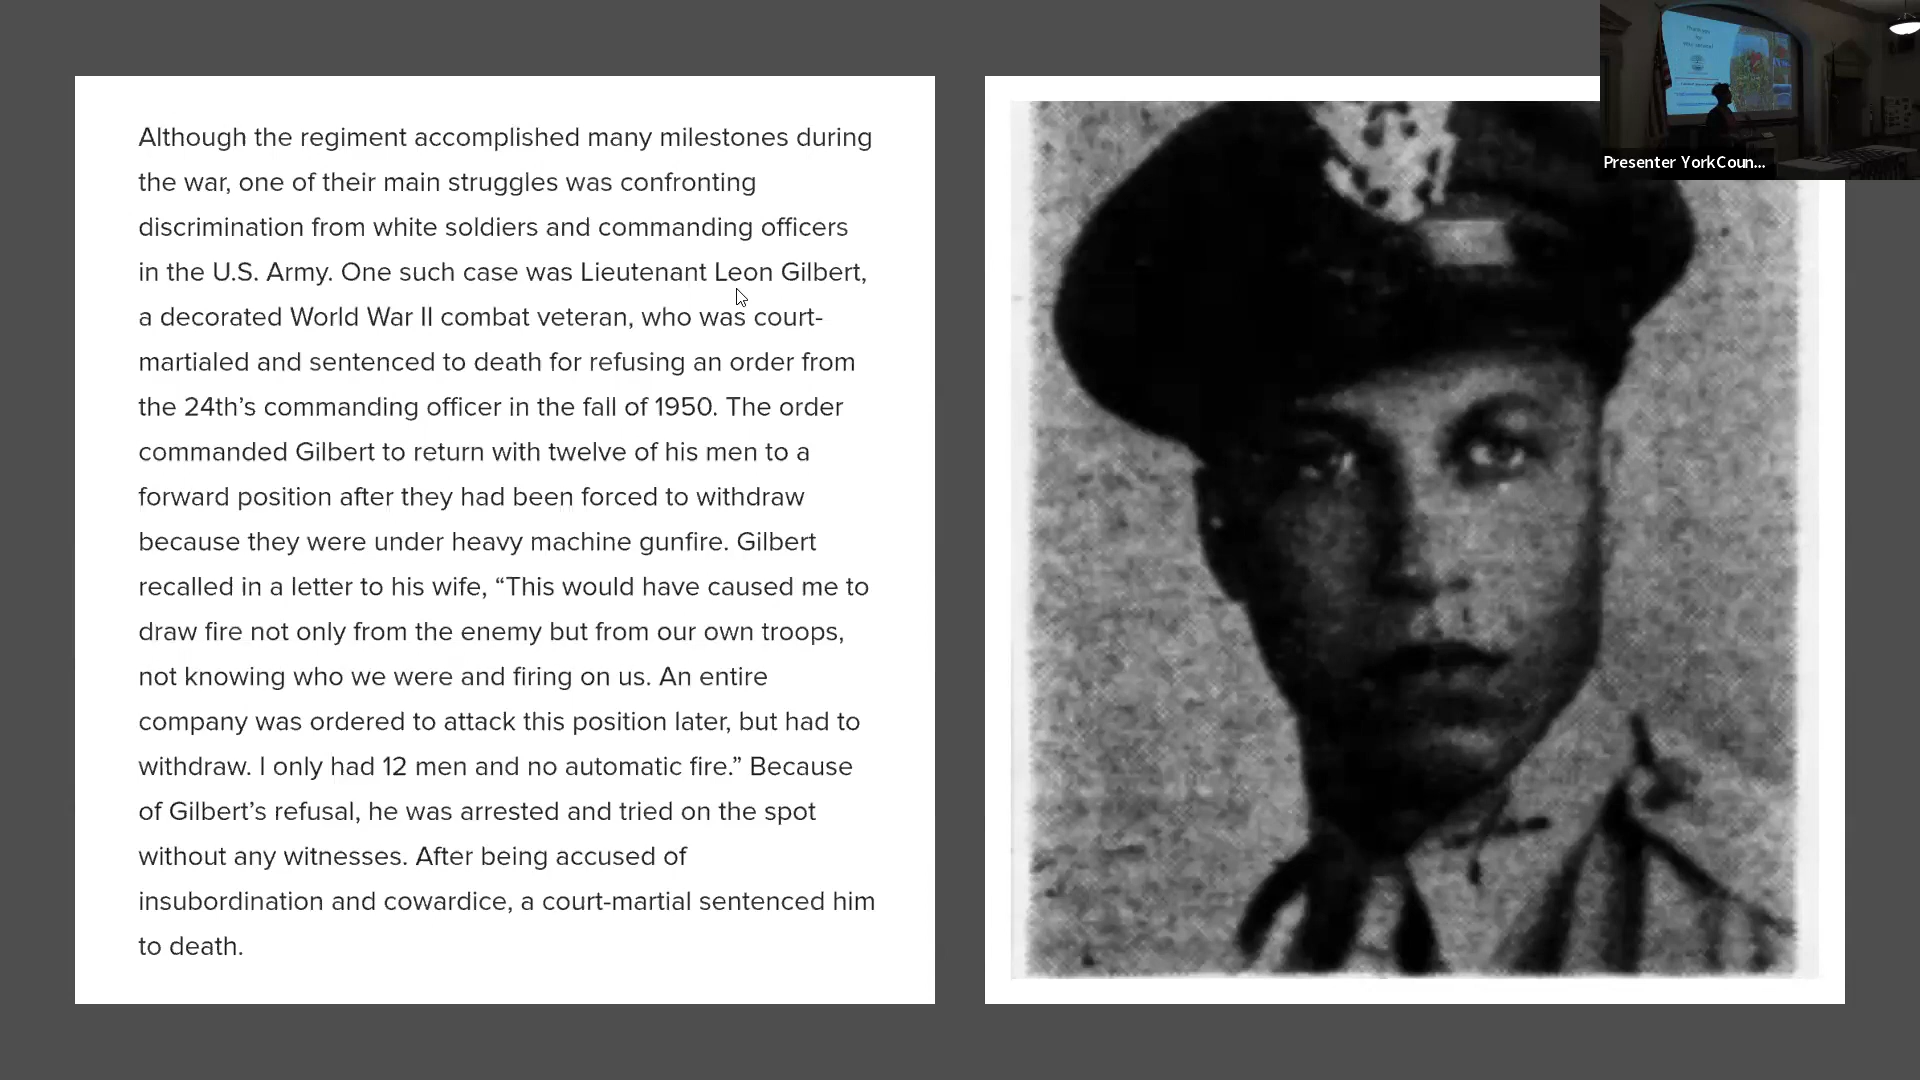 Although the regiment accomplished many milestones during
the war, one of their main struggles was confronting
discrimination from white soldiers and commanding officers
in the U.S. Army. One such case was Lieutenant Leon Gilbert,
a decorated World War II combat veteran, who was court-
martialed and sentenced to death for refusing an order from
the 24th’s commanding officer in the fall of 1950. The order
commanded Gilbert to return with twelve of his men to a
forward position after they had been forced to withdraw
because they were under heavy machine gunfire. Gilbert
recalled in a letter to his wife, “This would have caused me to
draw fire not only from the enemy but from our own troops,
not knowing who we were and firing on us. An entire
company was ordered to attack this position later, but had to
withdraw. I only had 12 men and no automatic fire.” Because
of Gilbert’s refusal, he was arrested and tried on the spot
without any witnesses. After being accused of
insubordination and cowardice, a court-martial sentenced him
to death.
Presenter YorkCoun...